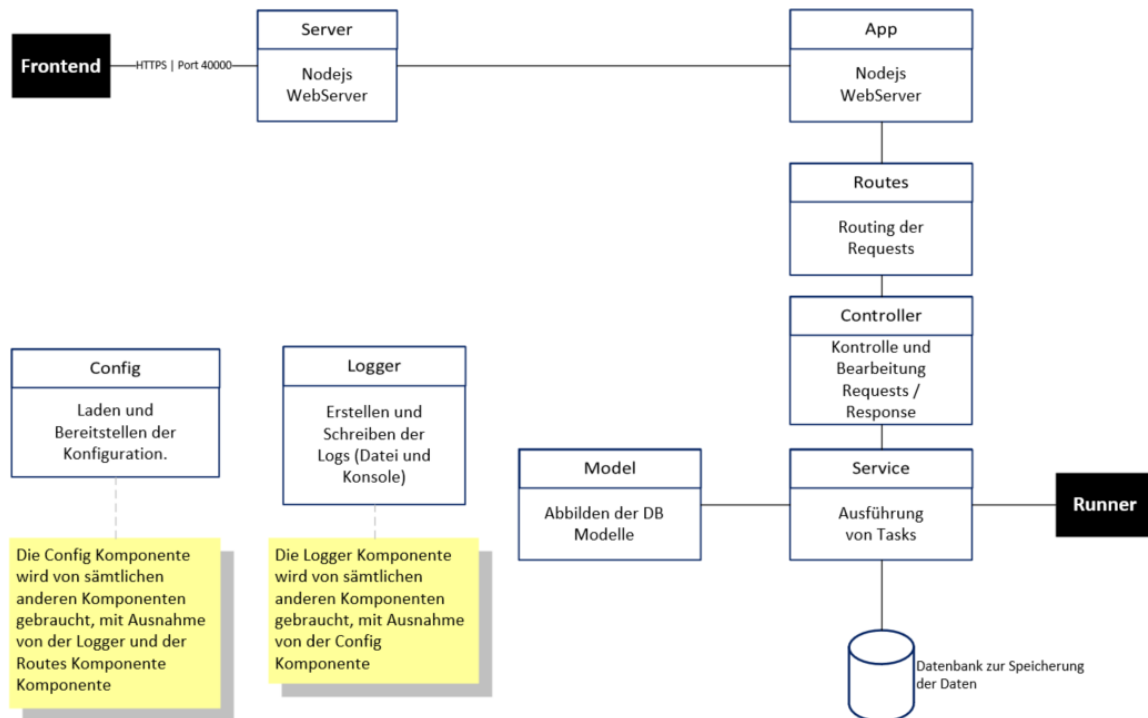 Frontend
HTTPS | Port 40000
Server
Nodejs
WebServer
App
Nodejs
WebServer
Routes
Routing der
Requests
Controller
Kontrolle und
Bearbeitung
Requests /
Response
Config
Laden und
Bereitstellen der
Konfiguration.
Logger
Erstellen und
Schreiben der
Logs (Datei und
Konsole)
Model
Abbilden der DB
Modelle
Service
Ausführung
von Tasks
Runner
Die Config Komponente
wird von sämtlichen
anderen Komponenten
gebraucht, mit Ausnahme
von der Logger und der
Routes Komponente
Komponente
Die Logger Komponente
wird von sämtlichen
anderen Komponenten
gebraucht, mit Ausnahme
von der Config
Komponente
Datenbank zur Speicherung
der Daten